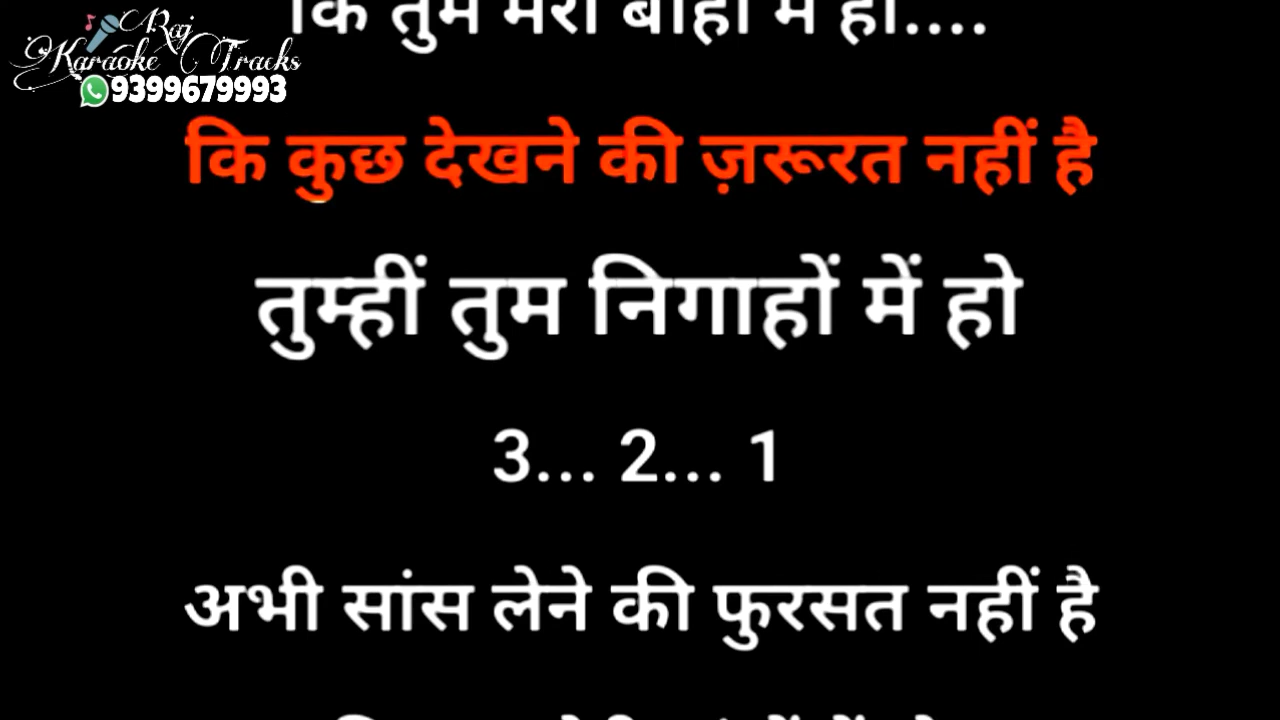 Raj
Karaoke Tracks
9399679993
कि तुम मेरी बाहों में हो....
कि कुछ देखने की ज़रूरत नहीं है
तुम्हीं तुम निगाहों में हो
3... 2... 1
अभी सांस लेने की फुरसत नहीं है